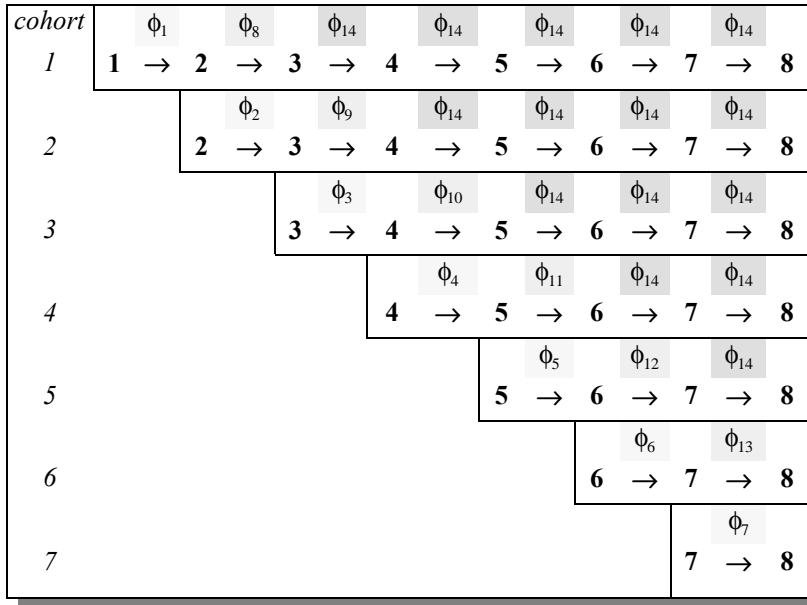 cohort ϕ1 ϕ8 ϕ14 ϕ14 ϕ14 ϕ14 ϕ14
1 1 → 2 → 3 → 4 → 5 → 6 → 7 → 8
ϕ2 ϕ9 ϕ14 ϕ14 ϕ14 ϕ14
2 2 → 3 → 4 → 5 → 6 → 7 → 8
ϕ3 ϕ10 ϕ14 ϕ14 ϕ14
3 3 → 4 → 5 → 6 → 7 → 8
ϕ4 ϕ11 ϕ14 ϕ14
4 4 → 5 → 6 → 7 → 8
ϕ5 ϕ12 ϕ14
5 5 → 6 → 7 → 8
ϕ6 ϕ13
6 6 → 7 → 8
ϕ7
7 7 → 8